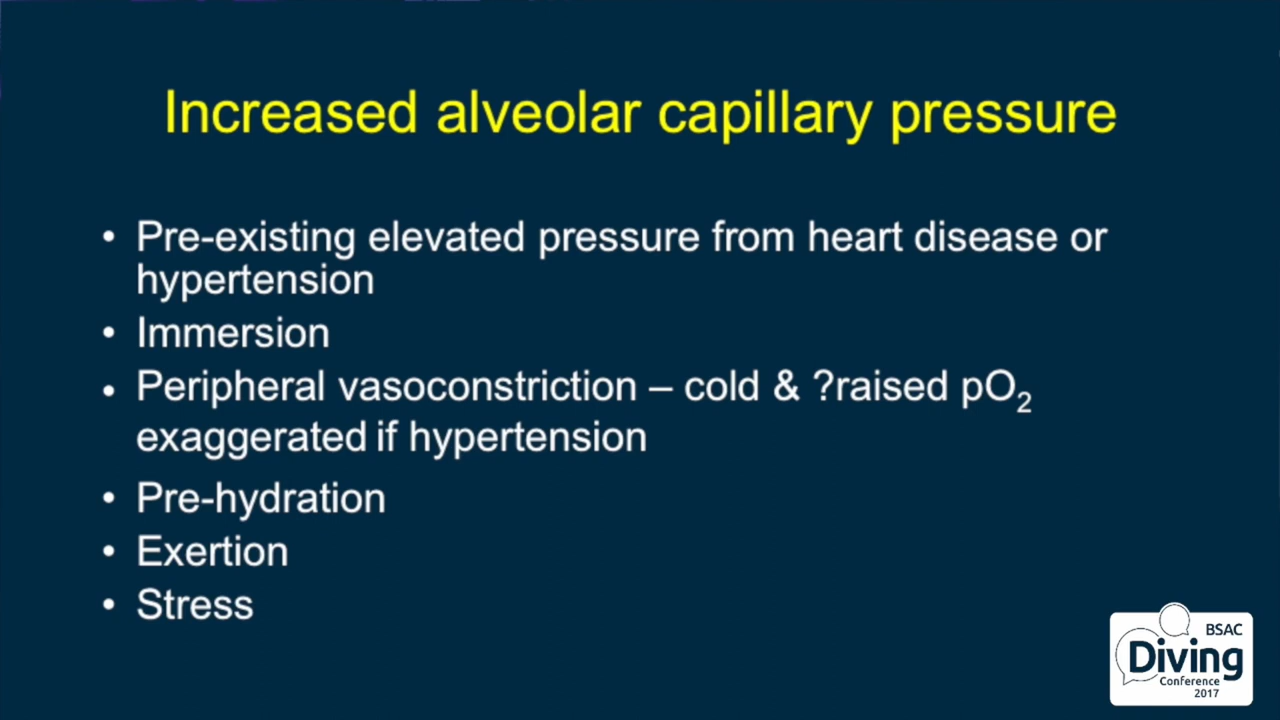 Increased alveolar capillary pressure
• Pre-existing elevated pressure from heart disease or
hypertension
• Immersion
• Peripheral vasoconstriction – cold & ?raised pO₂
exaggerated if hypertension
• Pre-hydration
• Exertion
• Stress
BSAC
Diving
Conference
2017